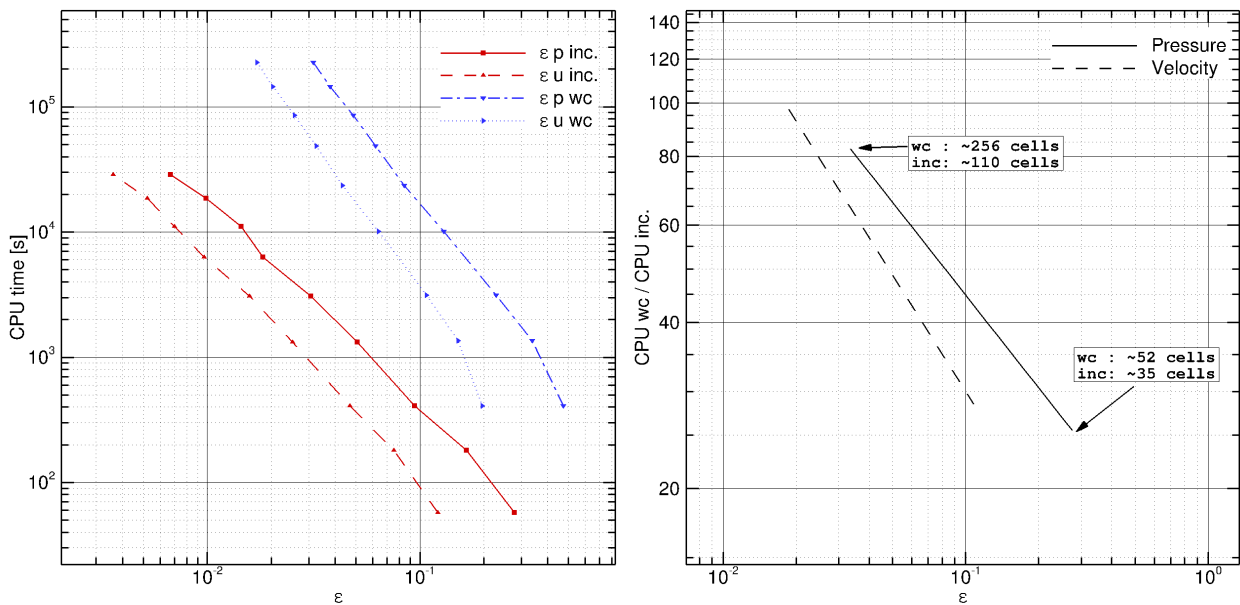 CPU time [s]
10^5
10^4
10^3
10^2
10^-2
10^-1
ε
ε p inc.
ε u inc.
ε p wc
ε u wc
CPU wc / CPU inc.
140
120
100
80
60
40
20
10^-2
10^-1
10^0
ε
Pressure
Velocity
wc : ~256 cells
inc: ~110 cells
wc : ~52 cells
inc: ~35 cells